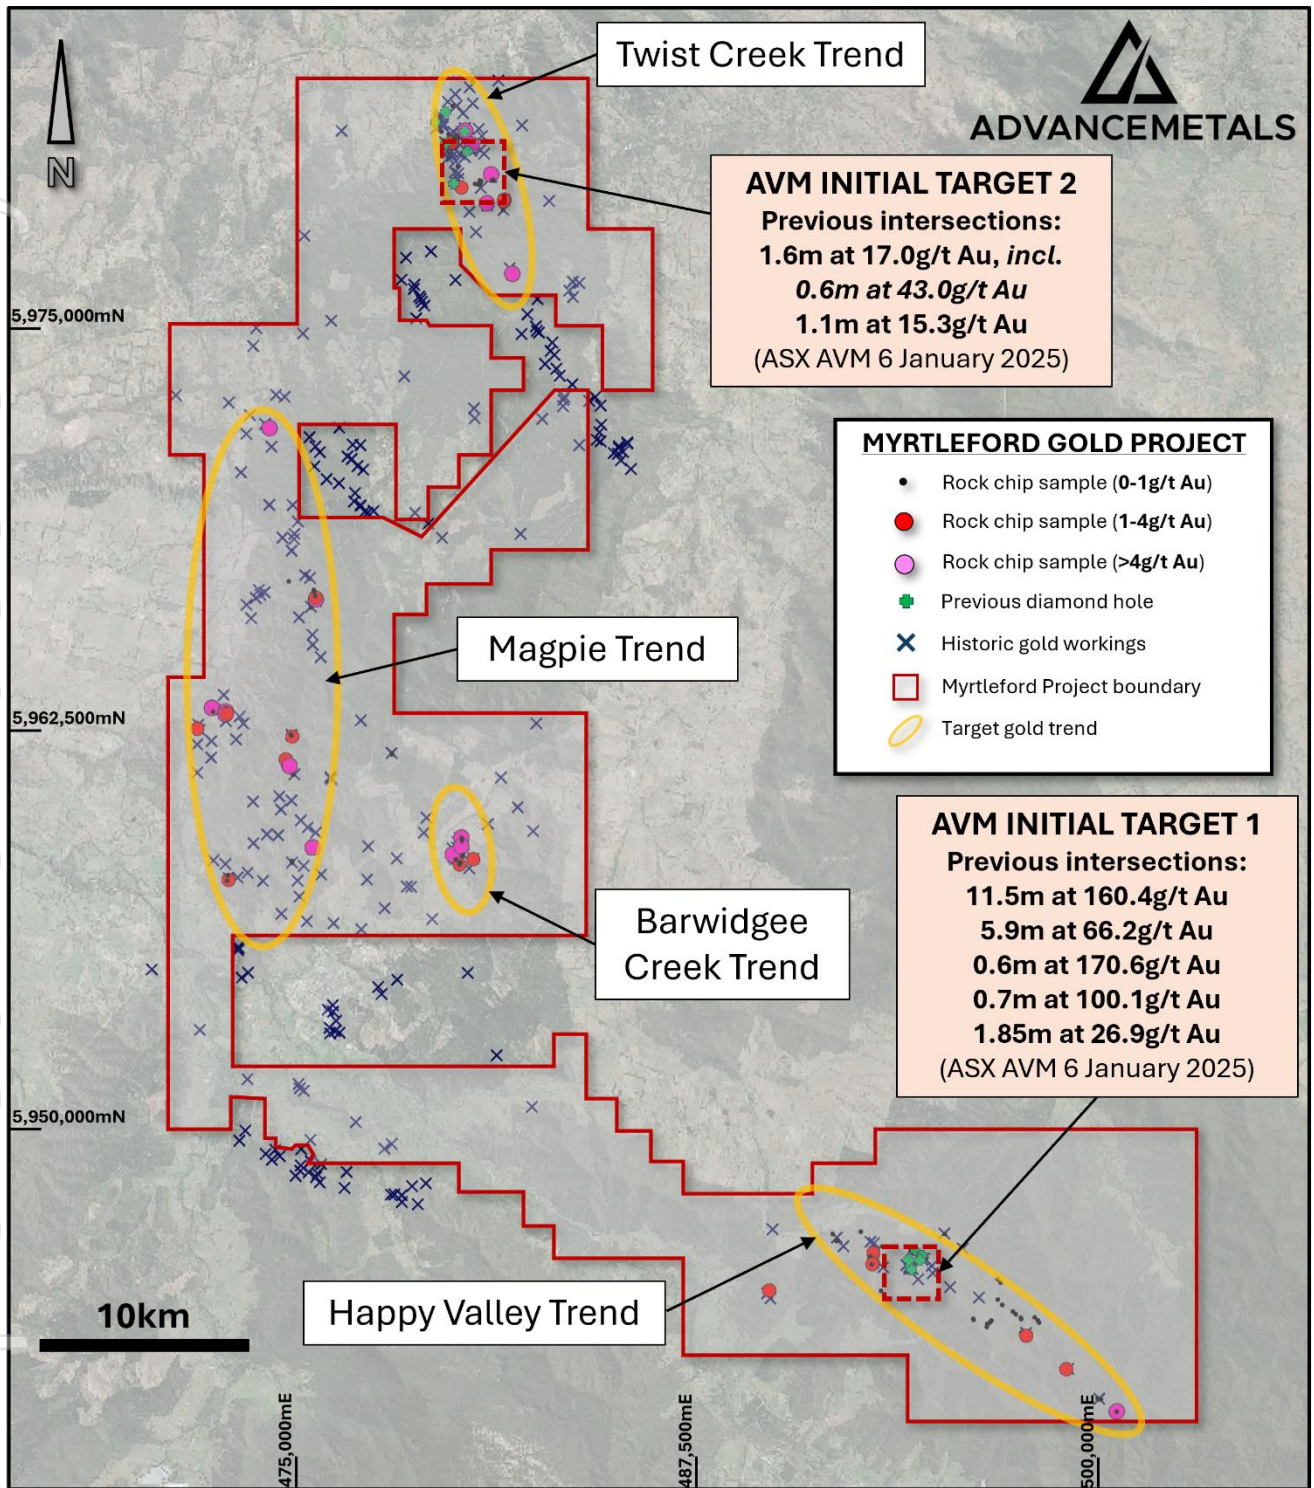 Twist Creek Trend
ADVANCEMETALS
N
AVM INITIAL TARGET 2
Previous intersections:
1.6m at 17.0g/t Au, incl.
0.6m at 43.0g/t Au
1.1m at 15.3g/t Au
(ASX AVM 6 January 2025)
5,975,000mN
MYRTLEFORD GOLD PROJECT
Rock chip sample (0-1g/t Au)
Rock chip sample (1-4g/t Au)
Rock chip sample (>4g/t Au)
Previous diamond hole
Historic gold workings
Myrtleford Project boundary
Target gold trend
Magpie Trend
5,962,500mN
AVM INITIAL TARGET 1
Previous intersections:
11.5m at 160.4g/t Au
5.9m at 66.2g/t Au
0.6m at 170.6g/t Au
0.7m at 100.1g/t Au
1.85m at 26.9g/t Au
(ASX AVM 6 January 2025)
Barwidgee
Creek Trend
5,950,000mN
Happy Valley Trend
10km
475,000mE
487,500mE
500,000mE